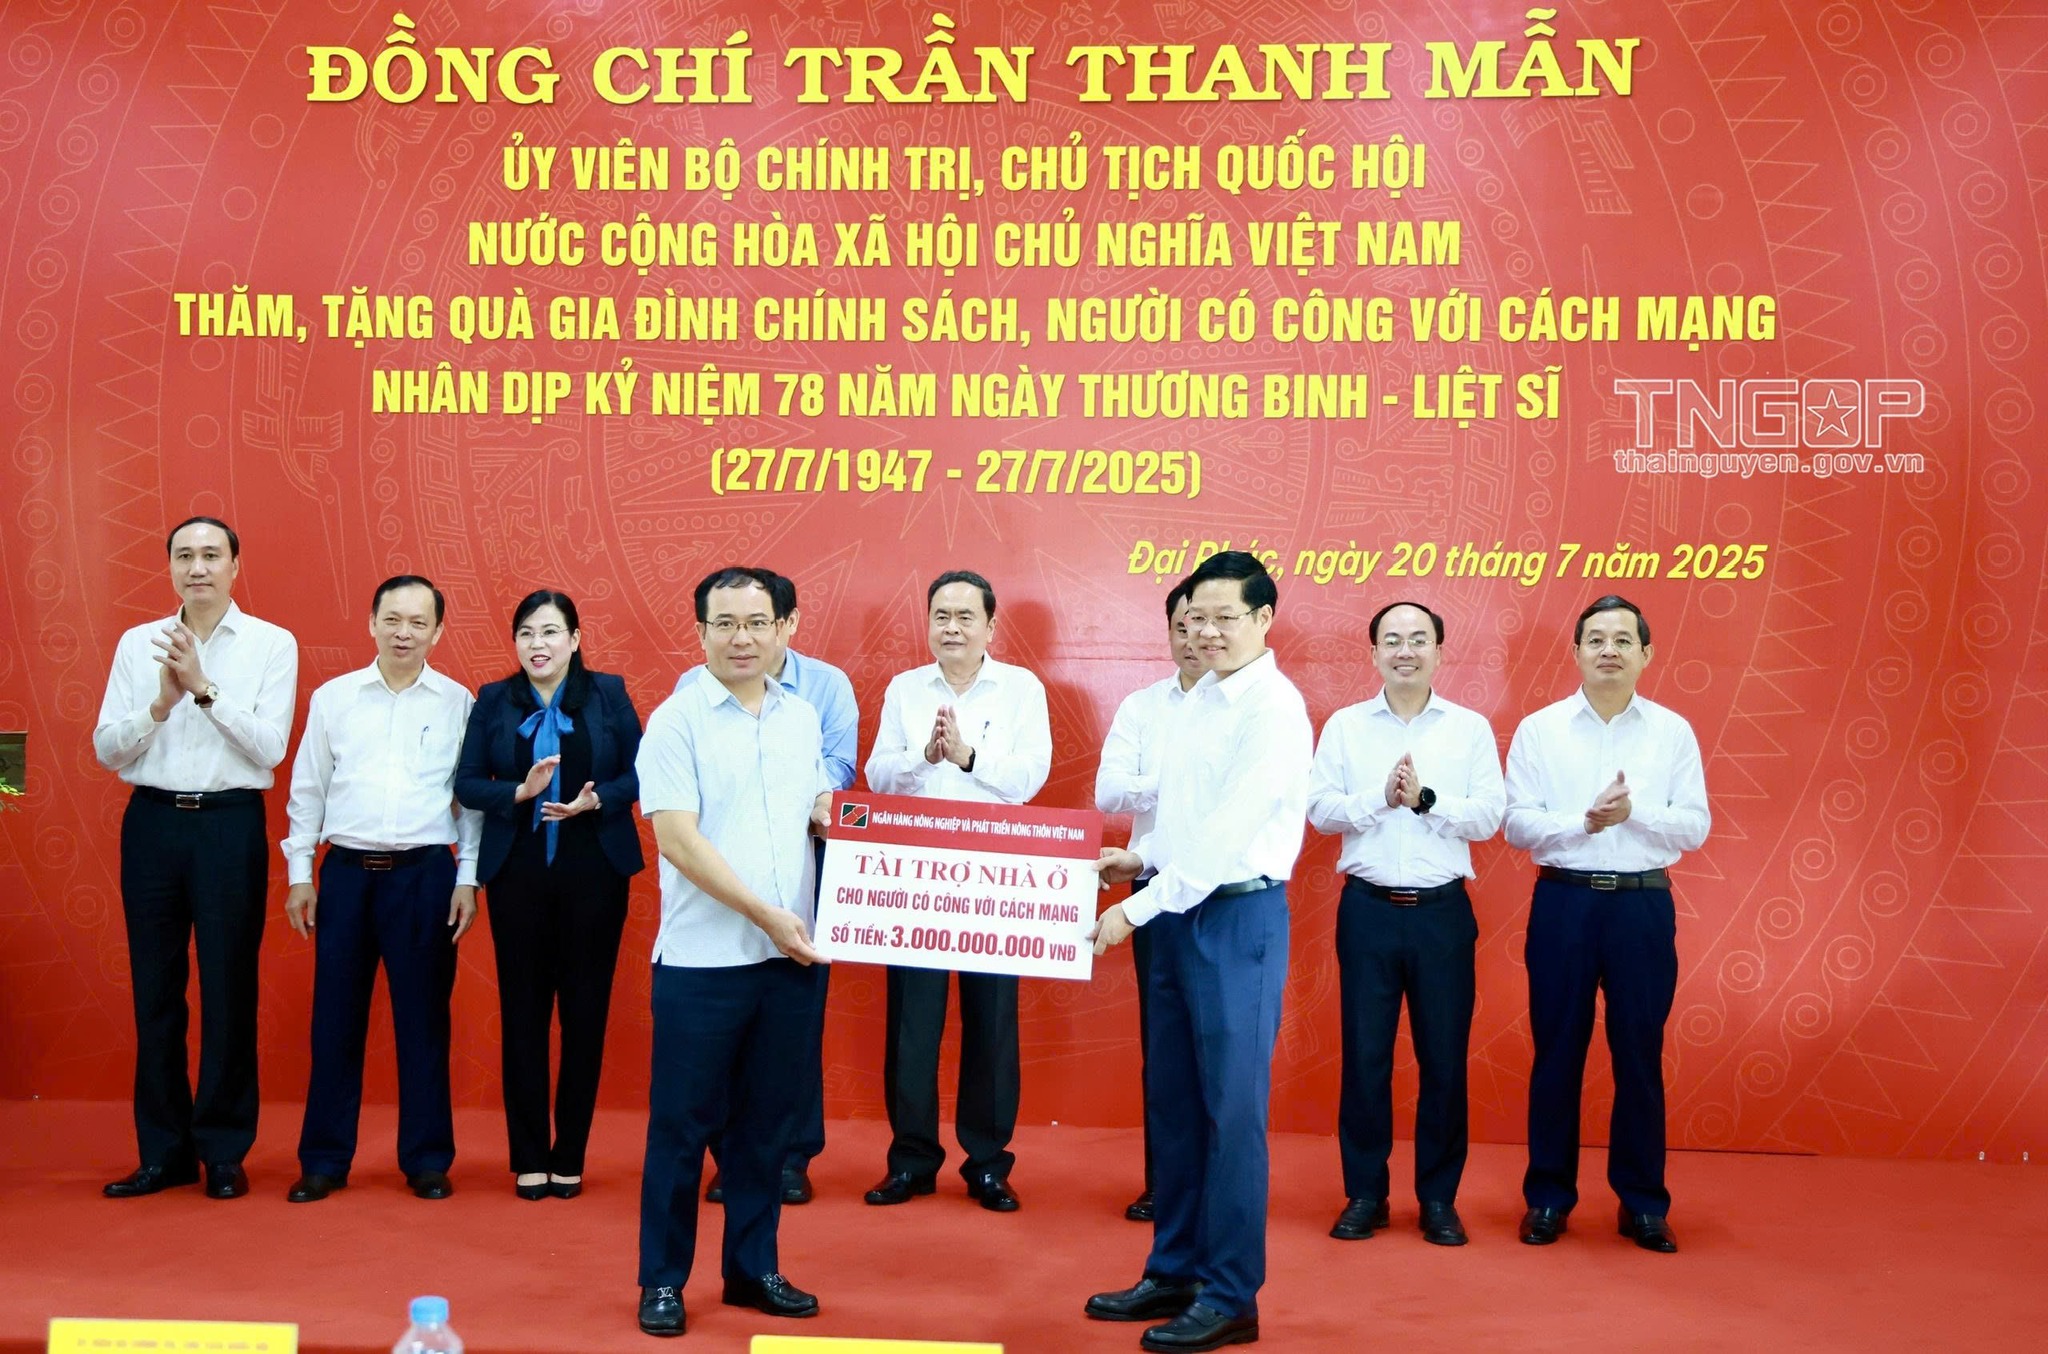 ĐỒNG CHÍ TRẦN THANH MẪN
ỦY VIÊN BỘ CHÍNH TRỊ, CHỦ TỊCH QUỐC HỘI
NƯỚC CỘNG HÒA XÃ HỘI CHỦ NGHĨA VIỆT NAM
THĂM, TẶNG QUÀ GIA ĐÌNH CHÍNH SÁCH, NGƯỜI CÓ CÔNG VỚI CÁCH MẠNG
NHÂN DỊP KỶ NIỆM 78 NĂM NGÀY THƯƠNG BINH - LIỆT SĨ
(27/7/1947 - 27/7/2025)
TNGOP
thainguyen.gov.vn
Đại Phúc, ngày 20 tháng 7 năm 2025
NGÂN HÀNG NÔNG NGHIỆP VÀ PHÁT TRIỂN NÔNG THÔN VIỆT NAM
TÀI TRỢ NHÀ Ở
CHO NGƯỜI CÓ CÔNG VỚI CÁCH MẠNG
SỐ TIỀN: 3.000.000.000 VNĐ